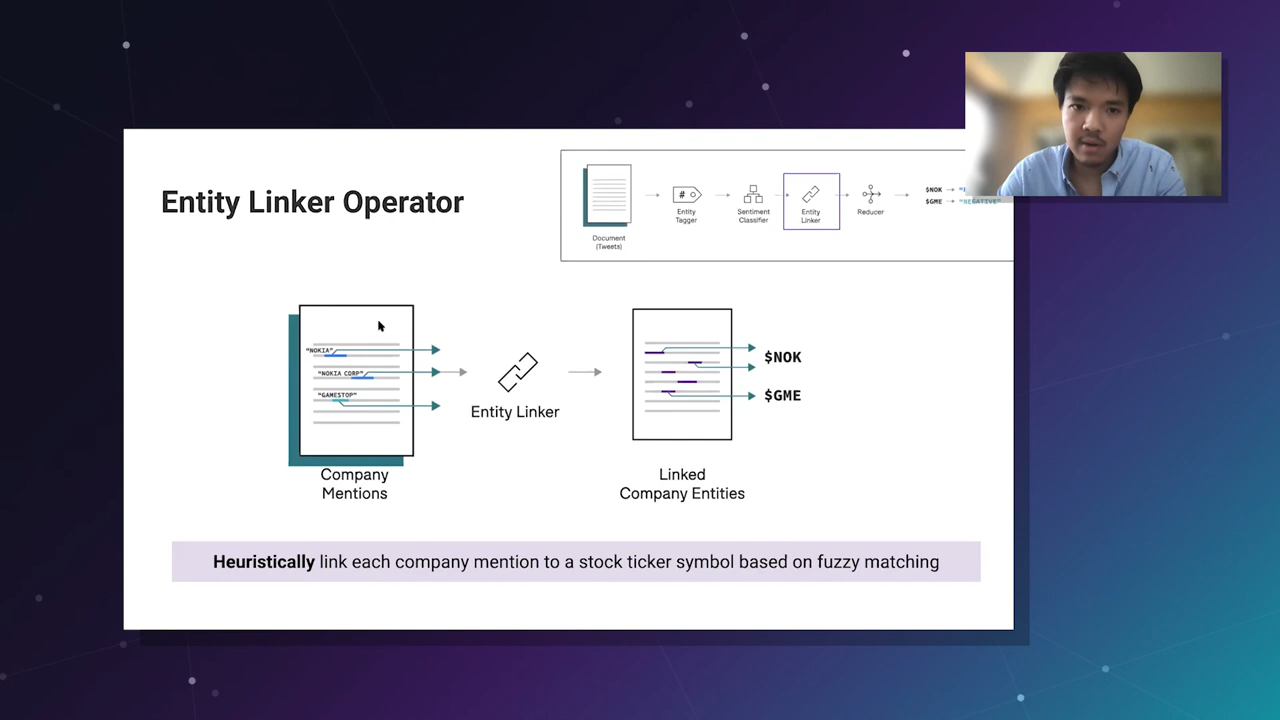 Entity Linker Operator
Document
(Tweets)
Entity
Tagger
Sentiment
Classifier
Entity
Linker
Reducer
$NOK
$GME "NEGATIVE"
"NOKIA"
"NOKIA CORP"
"GAMESTOP"
Company
Mentions
Entity Linker
$NOK
$GME
Linked
Company Entities
Heuristically link each company mention to a stock ticker symbol based on fuzzy matching